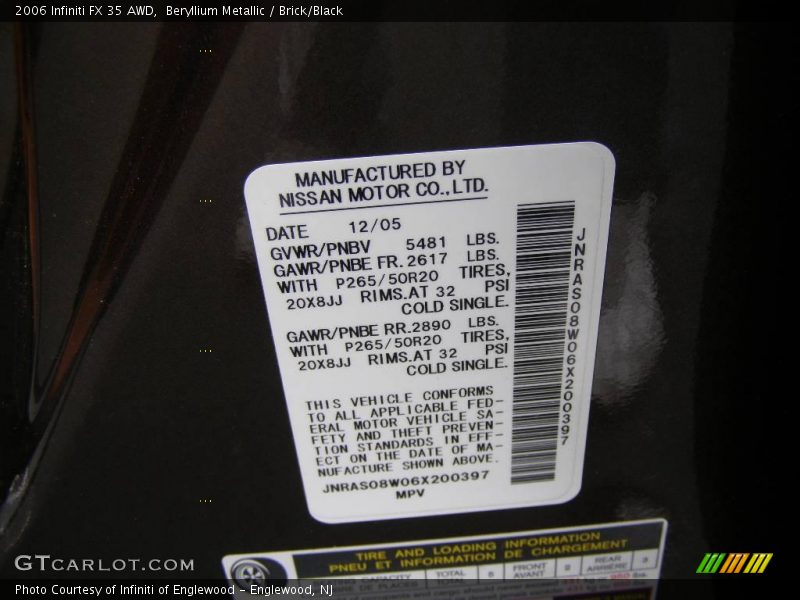 2006 Infiniti FX 35 AWD, Beryllium Metallic / Brick/Black
MANUFACTURED BY
NISSAN MOTOR CO., LTD.
DATE 12/05
GVWR/PNBV 5481 LBS.
GAWR/PNBE FR. 2617 LBS.
WITH P265/50R20 TIRES,
20X8JJ RIMS. AT 32 PSI
COLD SINGLE.
GAWR/PNBE RR. 2890 LBS.
WITH P265/50R20 TIRES,
20X8JJ RIMS. AT 32 PSI
COLD SINGLE.
THIS VEHICLE CONFORMS
TO ALL APPLICABLE FED-
ERAL MOTOR VEHICLE SA-
FETY AND THEFT PREVEN-
TION STANDARDS IN EFF-
ECT ON THE DATE OF MA-
NUFACTURE SHOWN ABOVE.
JNRAS08W06X200397
MPV
JNRAS08W06X200397
TIRE AND LOADING INFORMATION
PNEU ET INFORMATION DE CHARGEMENT
TOTAL 5 FRONT AVANT 2 REAR ARRIÈRE 3
GTCARLOT.COM
Photo Courtesy of Infiniti of Englewood - Englewood, NJ